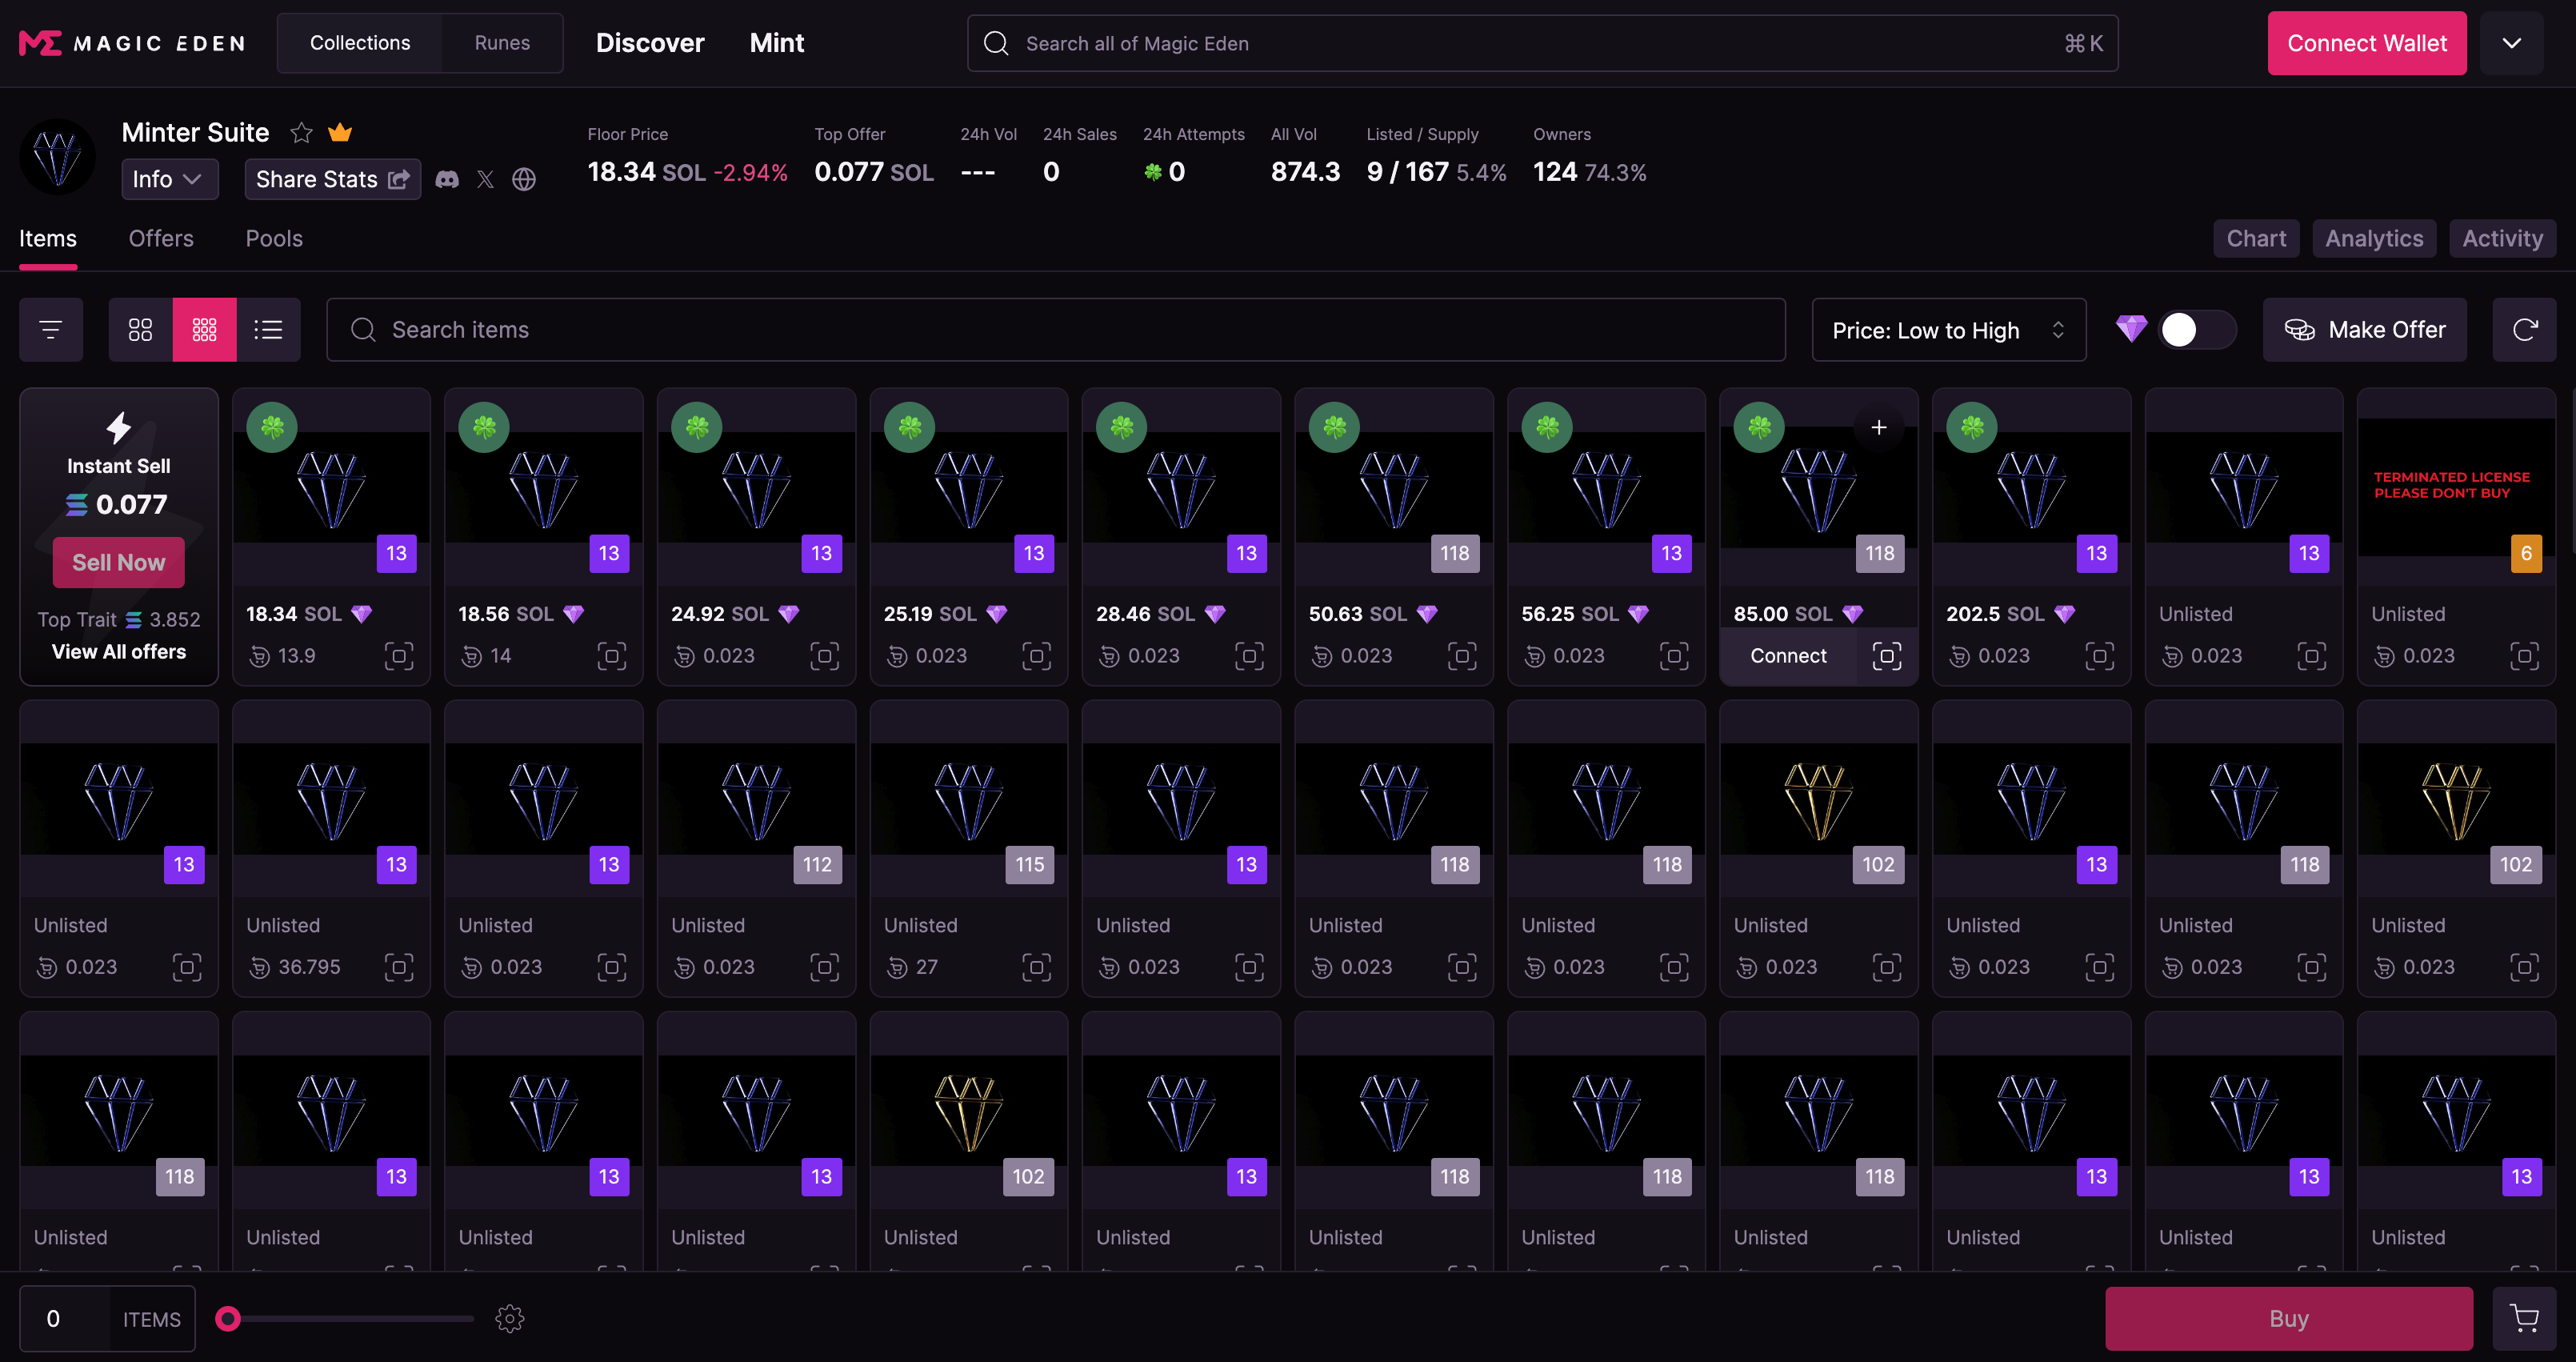 MAGIC EDEN
Collections Runes Discover Mint
Search all of Magic Eden ⌘K
Connect Wallet
Minter Suite
Info Share Stats
Floor Price Top Offer 24h Vol 24h Sales 24h Attempts All Vol Listed / Supply Owners
18.34 SOL -2.94% 0.077 SOL --- 0 0 874.3 9 / 167 5.4% 124 74.3%
Items Offers Pools Chart Analytics Activity
Search items Price: Low to High Make Offer
Instant Sell
0.077
Sell Now
Top Trait 3.852
View All offers
TERMINATED LICENSE
PLEASE DON'T BUY
13 13 13 13 13 118 13 118 13 13 6
18.34 SOL 18.56 SOL 24.92 SOL 25.19 SOL 28.46 SOL 50.63 SOL 56.25 SOL 85.00 SOL 202.5 SOL Unlisted Unlisted
13.9 14 0.023 0.023 0.023 0.023 0.023 Connect 0.023 0.023 0.023
13 13 13 112 115 13 118 118 102 13 118 102
Unlisted Unlisted Unlisted Unlisted Unlisted Unlisted Unlisted Unlisted Unlisted Unlisted Unlisted Unlisted
0.023 36.795 0.023 0.023 27 0.023 0.023 0.023 0.023 0.023 0.023 0.023
118 13 13 13 102 13 118 118 118 13 13 13
Unlisted Unlisted Unlisted Unlisted Unlisted Unlisted Unlisted Unlisted Unlisted Unlisted Unlisted Unlisted
0 ITEMS Buy